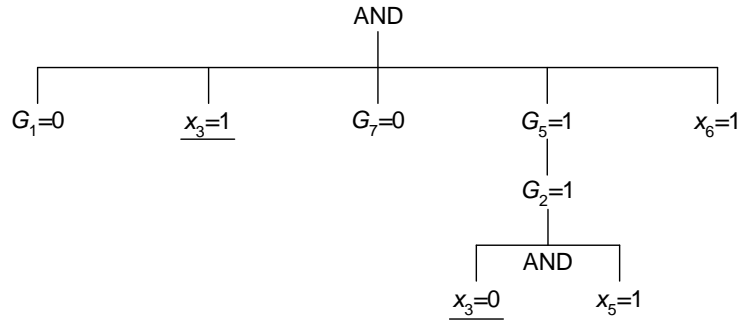 AND
G₁=0 x₃=1 G₇=0 G₅=1 x₆=1
G₂=1
AND
x₃=0 x₅=1